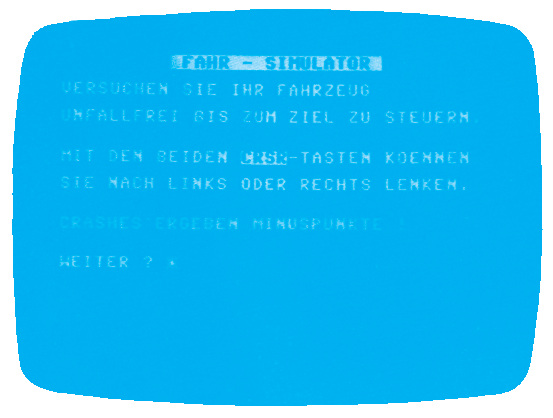 FAHR - SIMULATOR
VERSUCHEN SIE IHR FAHRZEUG
UNFALLFREI BIS ZUM ZIEL ZU STEUERN.
MIT DEN BEIDEN CRSR-TASTEN KOENNEN
SIE NACH LINKS ODER RECHTS LENKEN.
CRASHES ERGEBEN MINUSPUNKTE !
WEITER ?